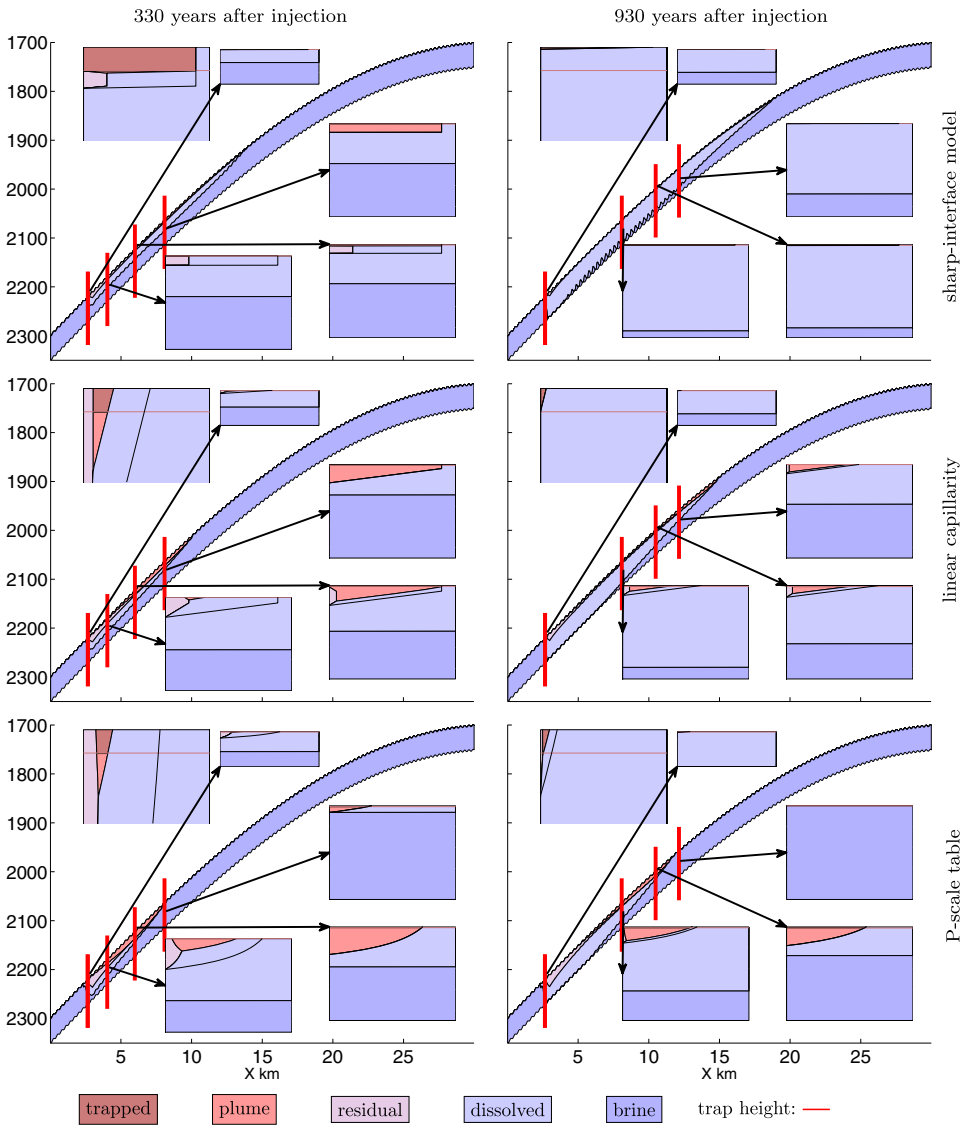 330 years after injection
930 years after injection
1700
1800
1900
2000
2100
2200
2300
sharp-interface model
1700
1800
1900
2000
2100
2200
2300
linear capillarity
1700
1800
1900
2000
2100
2200
2300
P-scale table
5
10
15
20
25
X km
5
10
15
20
25
X km
trapped
plume
residual
dissolved
brine
trap height: